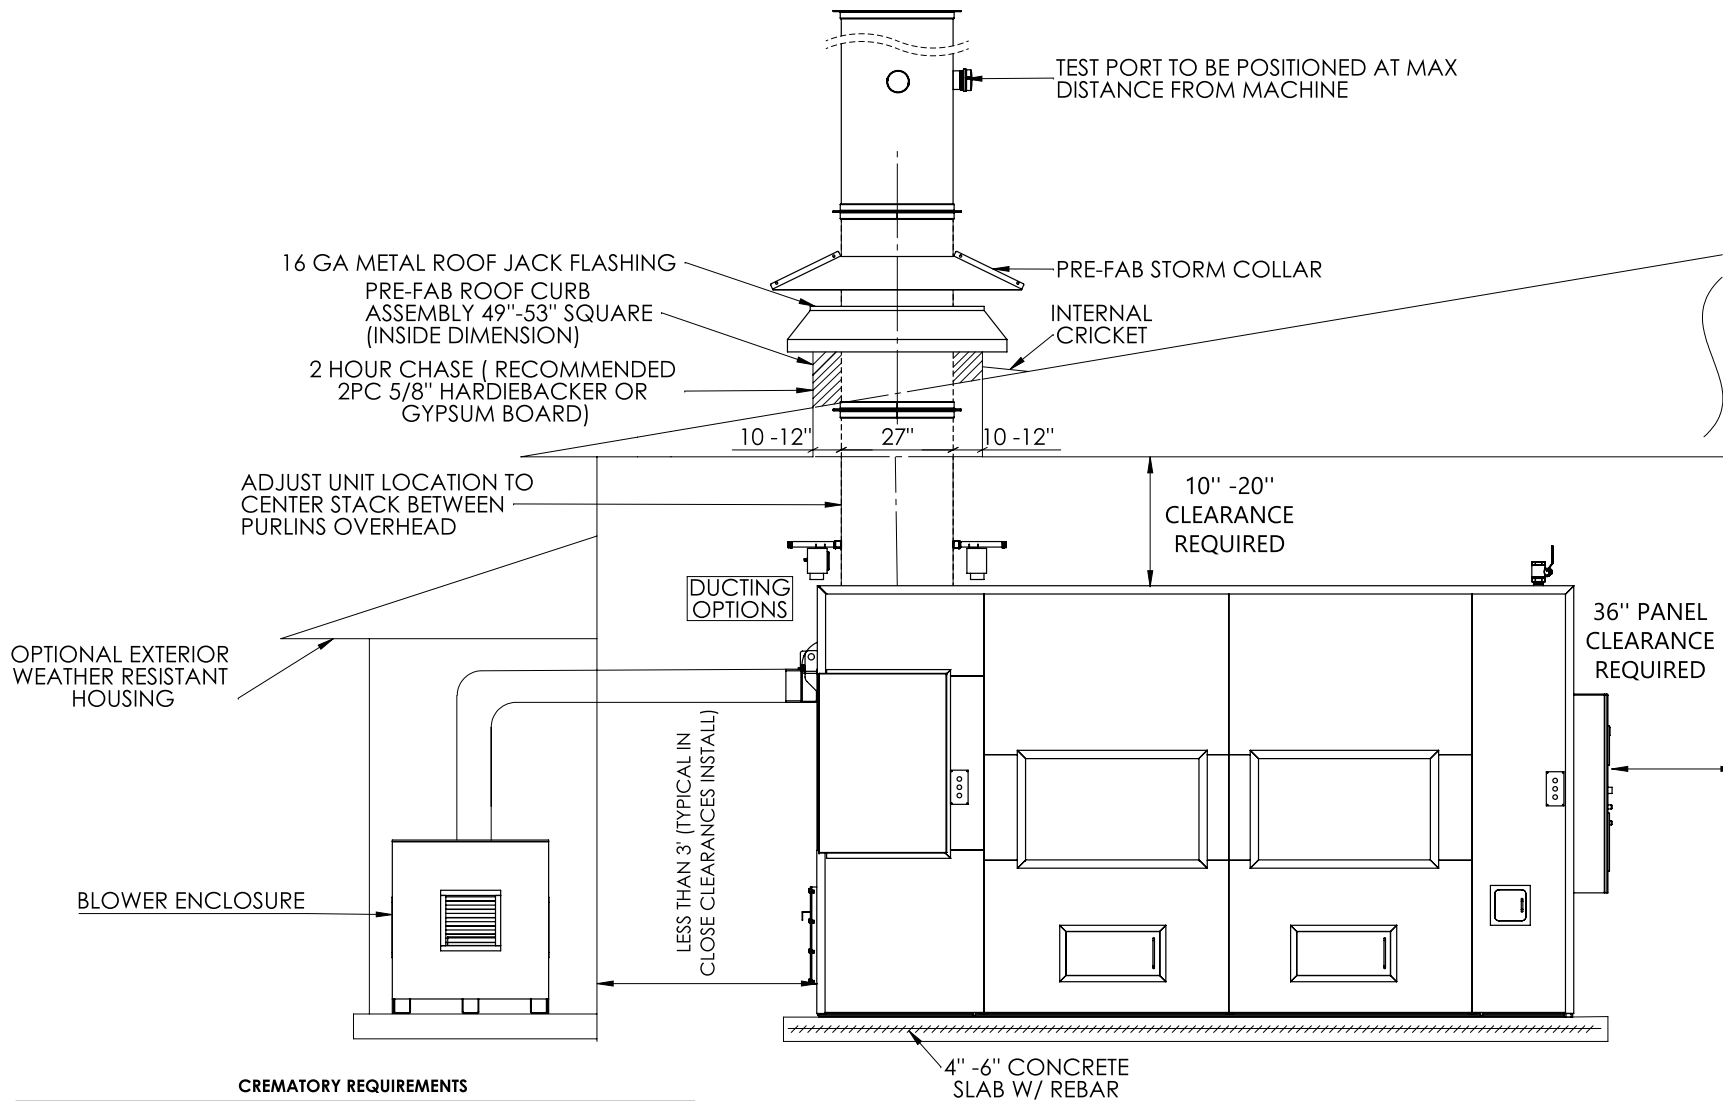 TEST PORT TO BE POSITIONED AT MAX
DISTANCE FROM MACHINE
16 GA METAL ROOF JACK FLASHING
PRE-FAB STORM COLLAR
PRE-FAB ROOF CURB
ASSEMBLY 49"-53" SQUARE
(INSIDE DIMENSION)
INTERNAL
CRICKET
2 HOUR CHASE ( RECOMMENDED
2PC 5/8" HARDIEBACKER OR
GYPSUM BOARD)
10 -12"
27"
10 -12"
ADJUST UNIT LOCATION TO
CENTER STACK BETWEEN
PURLINS OVERHEAD
10" -20"
CLEARANCE
REQUIRED
DUCTING
OPTIONS
36" PANEL
CLEARANCE
REQUIRED
OPTIONAL EXTERIOR
WEATHER RESISTANT
HOUSING
LESS THAN 3' (TYPICAL IN
CLOSE CLEARANCES INSTALL)
BLOWER ENCLOSURE
4" -6" CONCRETE
SLAB W/ REBAR
CREMATORY REQUIREMENTS